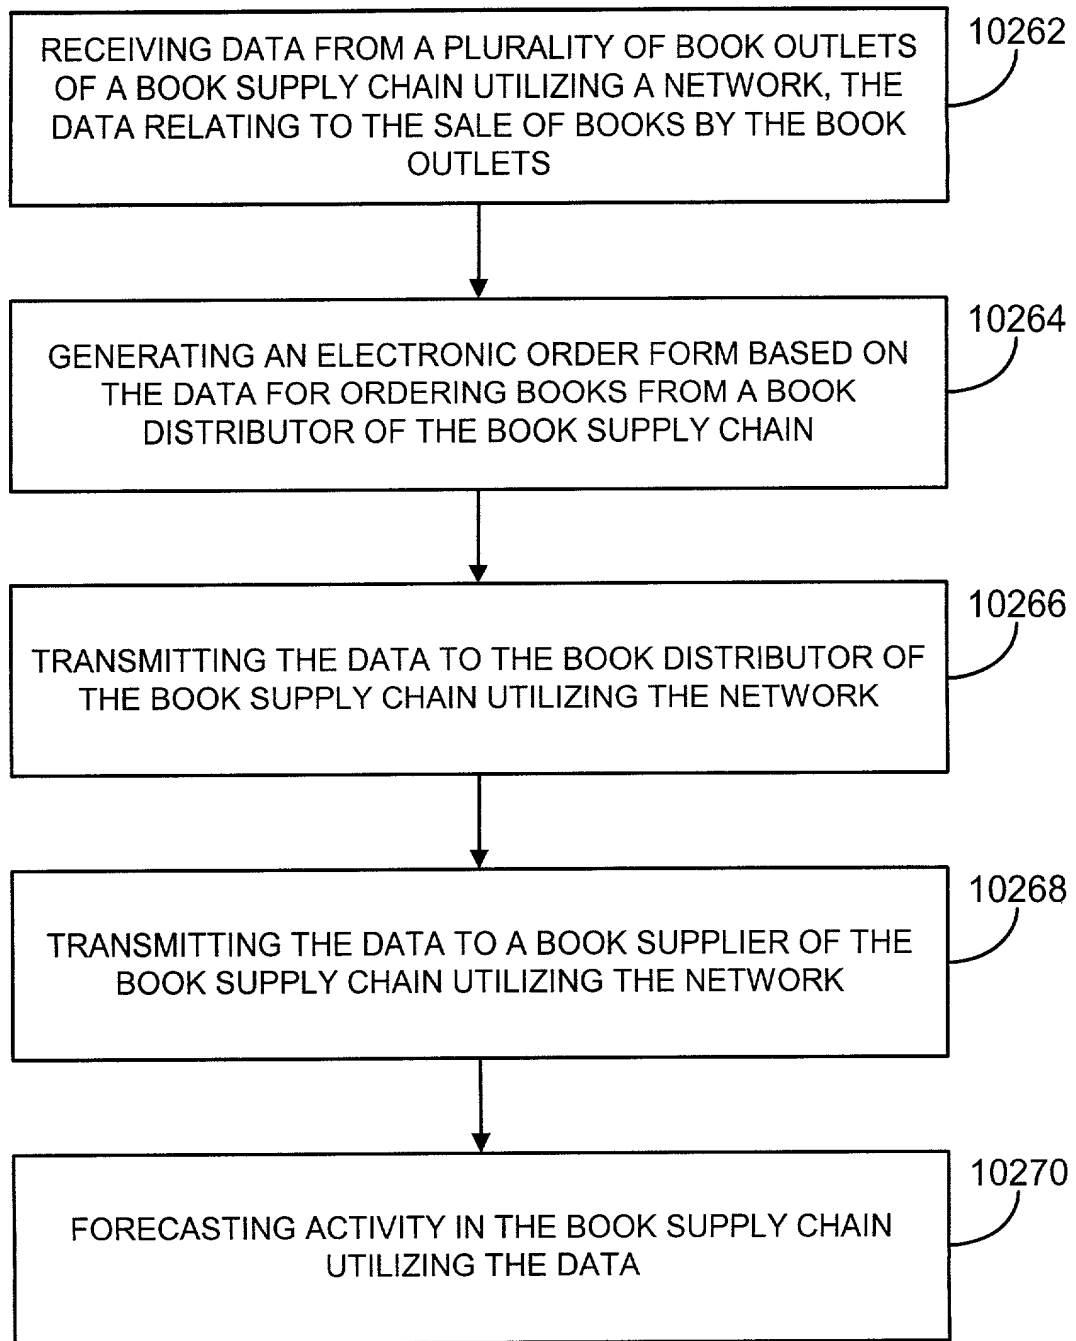 RECEIVING DATA FROM A PLURALITY OF BOOK OUTLETS
OF A BOOK SUPPLY CHAIN UTILIZING A NETWORK, THE
DATA RELATING TO THE SALE OF BOOKS BY THE BOOK
OUTLETS
10262
GENERATING AN ELECTRONIC ORDER FORM BASED ON
THE DATA FOR ORDERING BOOKS FROM A BOOK
DISTRIBUTOR OF THE BOOK SUPPLY CHAIN
10264
TRANSMITTING THE DATA TO THE BOOK DISTRIBUTOR OF
THE BOOK SUPPLY CHAIN UTILIZING THE NETWORK
10266
TRANSMITTING THE DATA TO A BOOK SUPPLIER OF THE
BOOK SUPPLY CHAIN UTILIZING THE NETWORK
10268
FORECASTING ACTIVITY IN THE BOOK SUPPLY CHAIN
UTILIZING THE DATA
10270